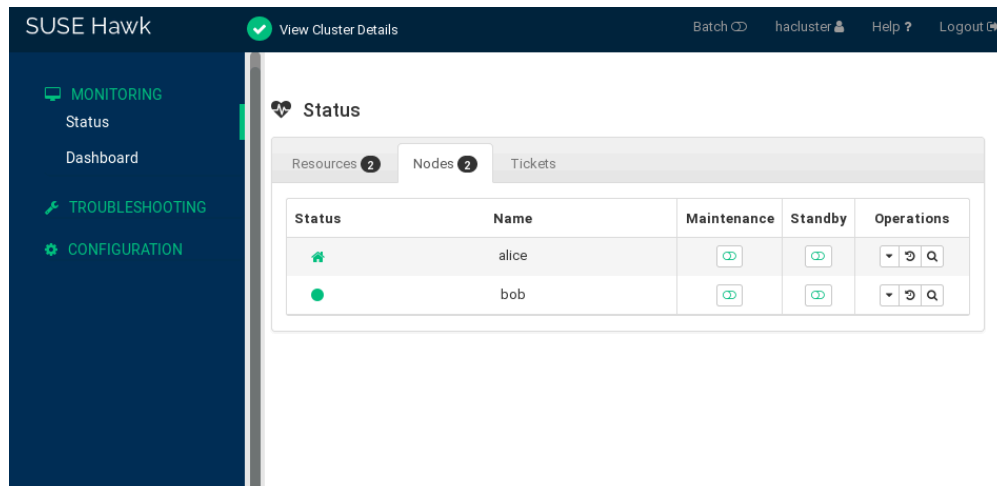 SUSE Hawk
View Cluster Details
Batch
hacluster
Help ?
Logout
MONITORING
Status
Dashboard
TROUBLESHOOTING
CONFIGURATION
Status
Resources 2 Nodes 2 Tickets
Status Name Maintenance Standby Operations
alice
bob